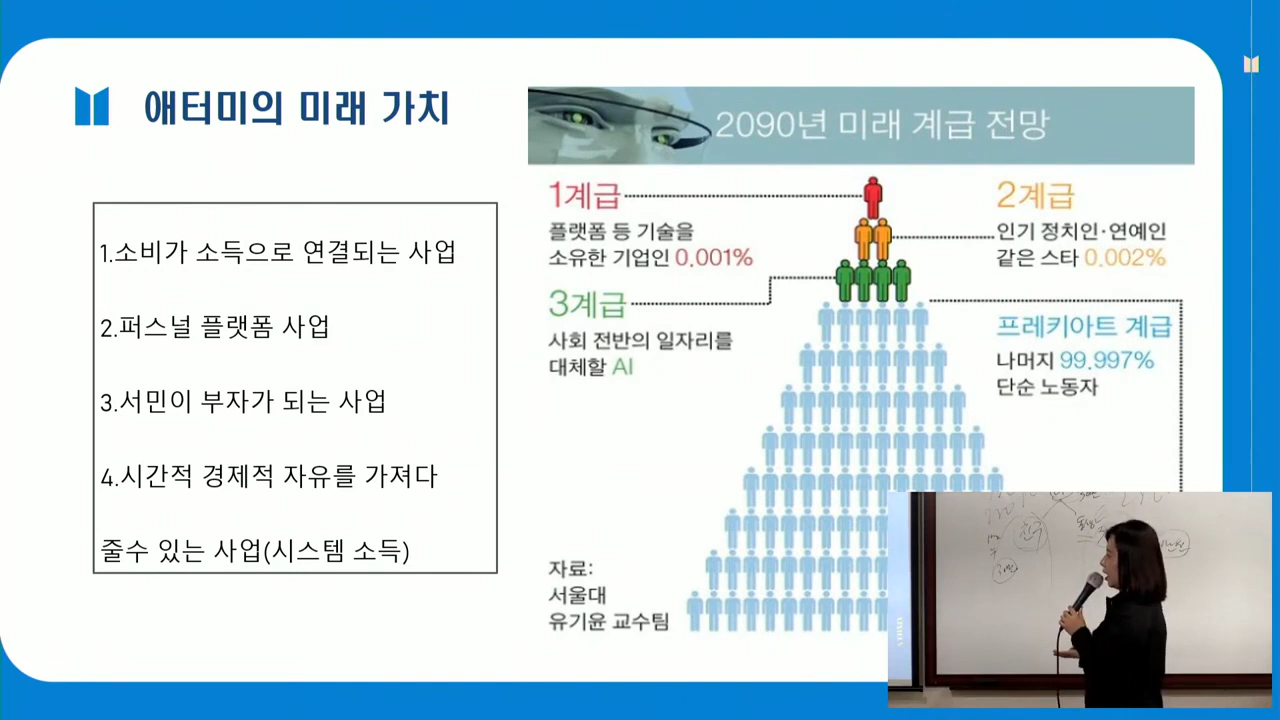 애터미의 미래 가치
1.소비가 소득으로 연결되는 사업
2.퍼스널 플랫폼 사업
3.서민이 부자가 되는 사업
4.시간적 경제적 자유를 가져다
줄수 있는 사업(시스템 소득)
2090년 미래 계급 전망
1계급
플랫폼 등 기술을
소유한 기업인 0.001%
2계급
인기 정치인·연예인
같은 스타 0.002%
3계급
사회 전반의 일자리를
대체할 AI
프레키아트 계급
나머지 99.997%
단순 노동자
자료:
서울대
유기윤 교수팀
친구